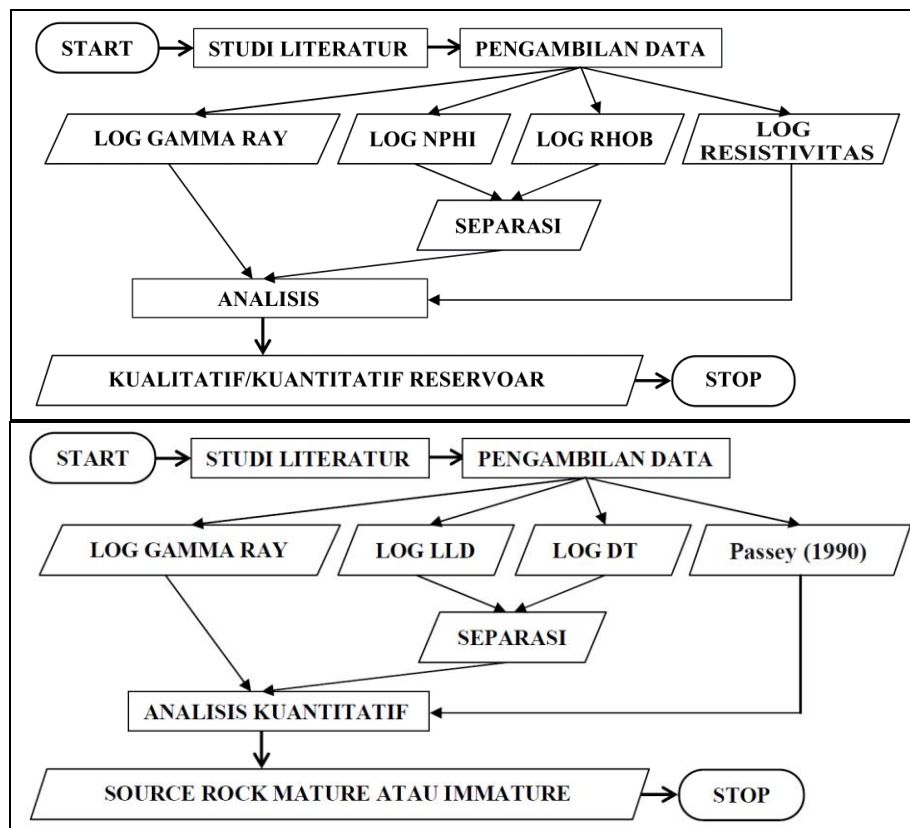 START
STUDI LITERATUR
PENGAMBILAN DATA
LOG GAMMA RAY
LOG NPHI
LOG RHOB
LOG
RESISTIVITAS
SEPARASI
ANALISIS
KUALITATIF/KUANTITATIF RESERVOAR
STOP
START
STUDI LITERATUR
PENGAMBILAN DATA
LOG GAMMA RAY
LOG LLD
LOG DT
Passey (1990)
SEPARASI
ANALISIS KUANTITATIF
SOURCE ROCK MATURE ATAU IMMATURE
STOP